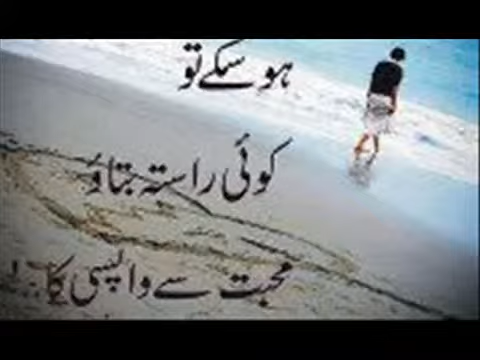 ہو سکے تو
کوئی راستہ بتاؤ
محبت سے واپسی کا..!